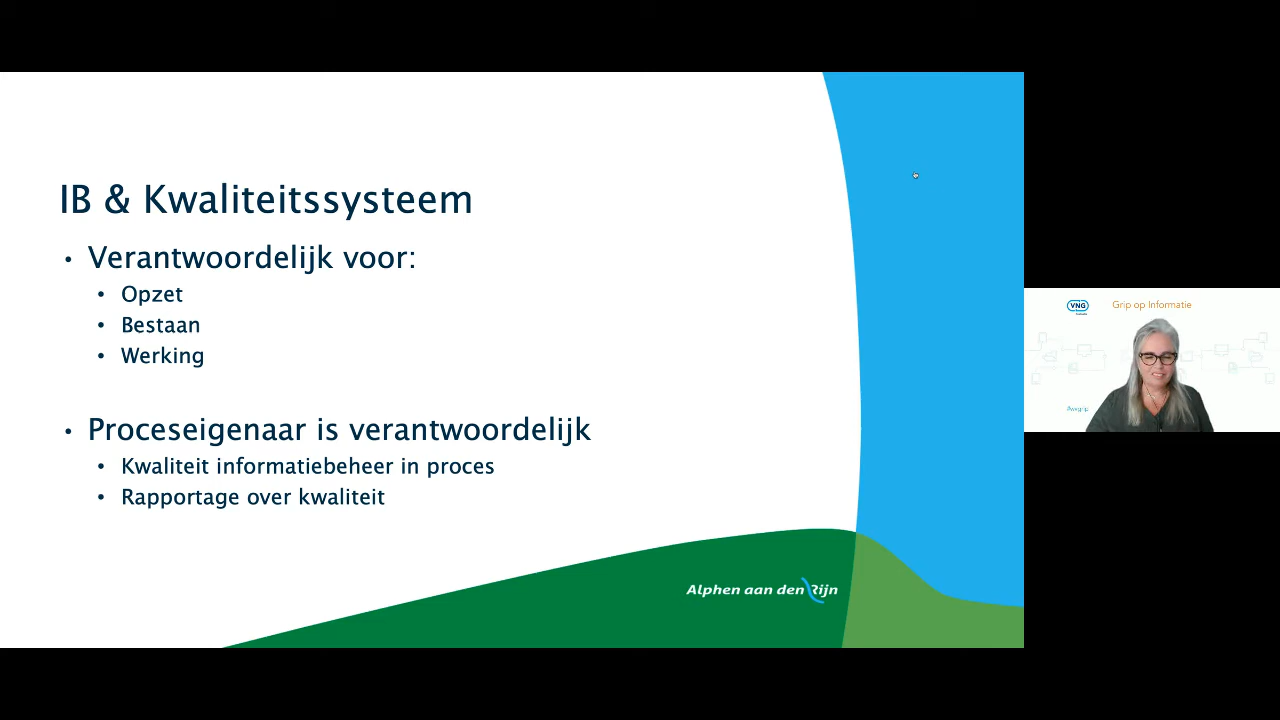 IB & Kwaliteitssysteem
• Verantwoordelijk voor:
• Opzet
• Bestaan
• Werking
• Proceseigenaar is verantwoordelijk
• Kwaliteit informatiebeheer in proces
• Rapportage over kwaliteit
Alphen aan den Rijn
VNG
Grip op Informatie